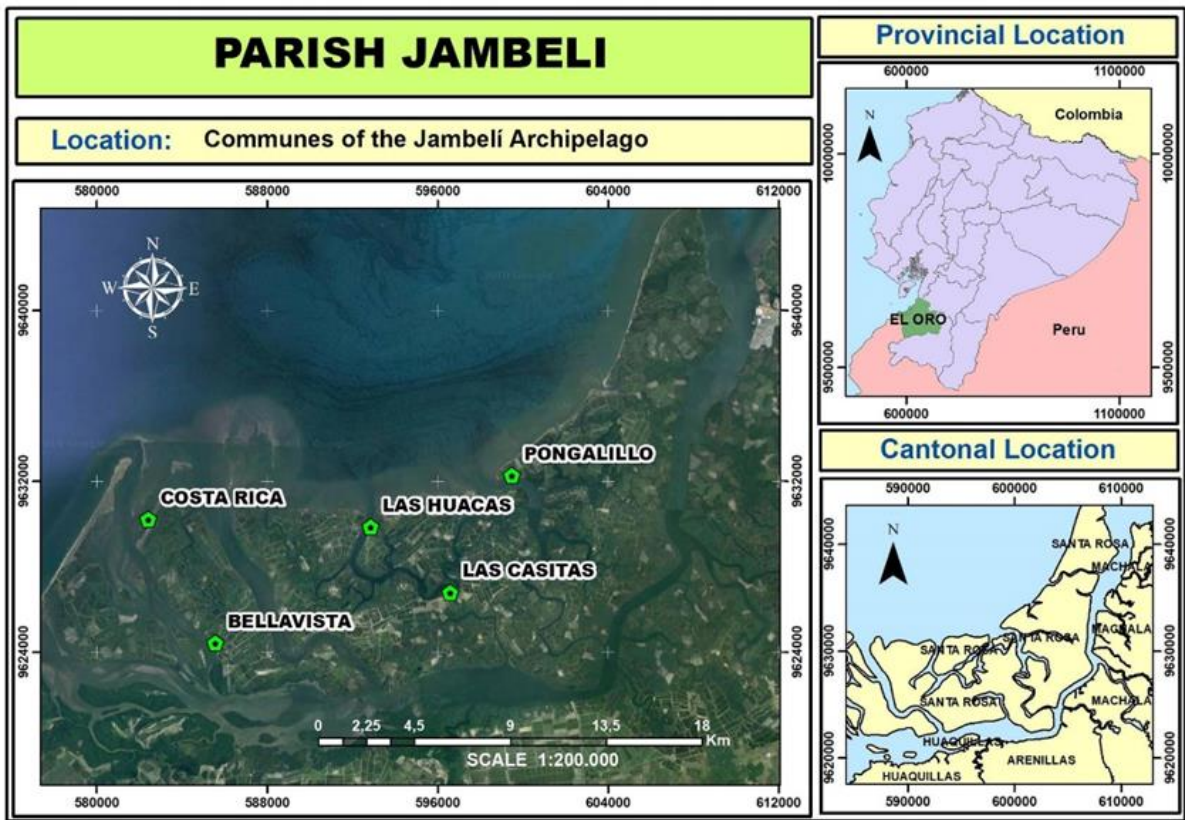 PARISH JAMBELI
Location: Communes of the Jambelí Archipelago
580000 588000 596000 604000 612000
N
W E
S
9640000 9640000
PONGALILLO
9632000 9632000
COSTA RICA
LAS HUACAS
LAS CASITAS
BELLAVISTA
9624000 9624000
0 2,25 4,5 9 13,5 18
Km
SCALE 1:200.000
580000 588000 596000 604000 612000
Provincial Location
600000 1100000
N
Colombia
10000000 10000000
EL ORO
Peru
9500000 9500000
600000 1100000
Cantonal Location
590000 600000 610000
N
SANTA ROSA
9640000 9640000
MACHALA
MACHALA
SANTA ROSA
SANTA ROSA
9630000 9630000
SANTA ROSA
MACHALA
HUAQUILLAS
ARENILLAS
9620000 9620000
HUAQUILLAS
590000 600000 610000